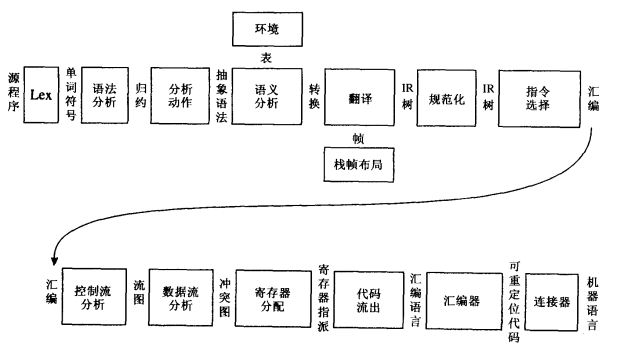 环境
表
源程序
Lex
单词符号
语法
分析
归约
分析
动作
抽象语法
语义
分析
转换
翻译
IR
树
规范化
IR
树
指令
选择
汇编
帧
栈帧布局
汇编
控制流
分析
流图
数据流
分析
冲突图
寄存器
分配
寄存器指派
代码
流出
汇编语言
汇编器
可重定位代码
连接器
机器语言